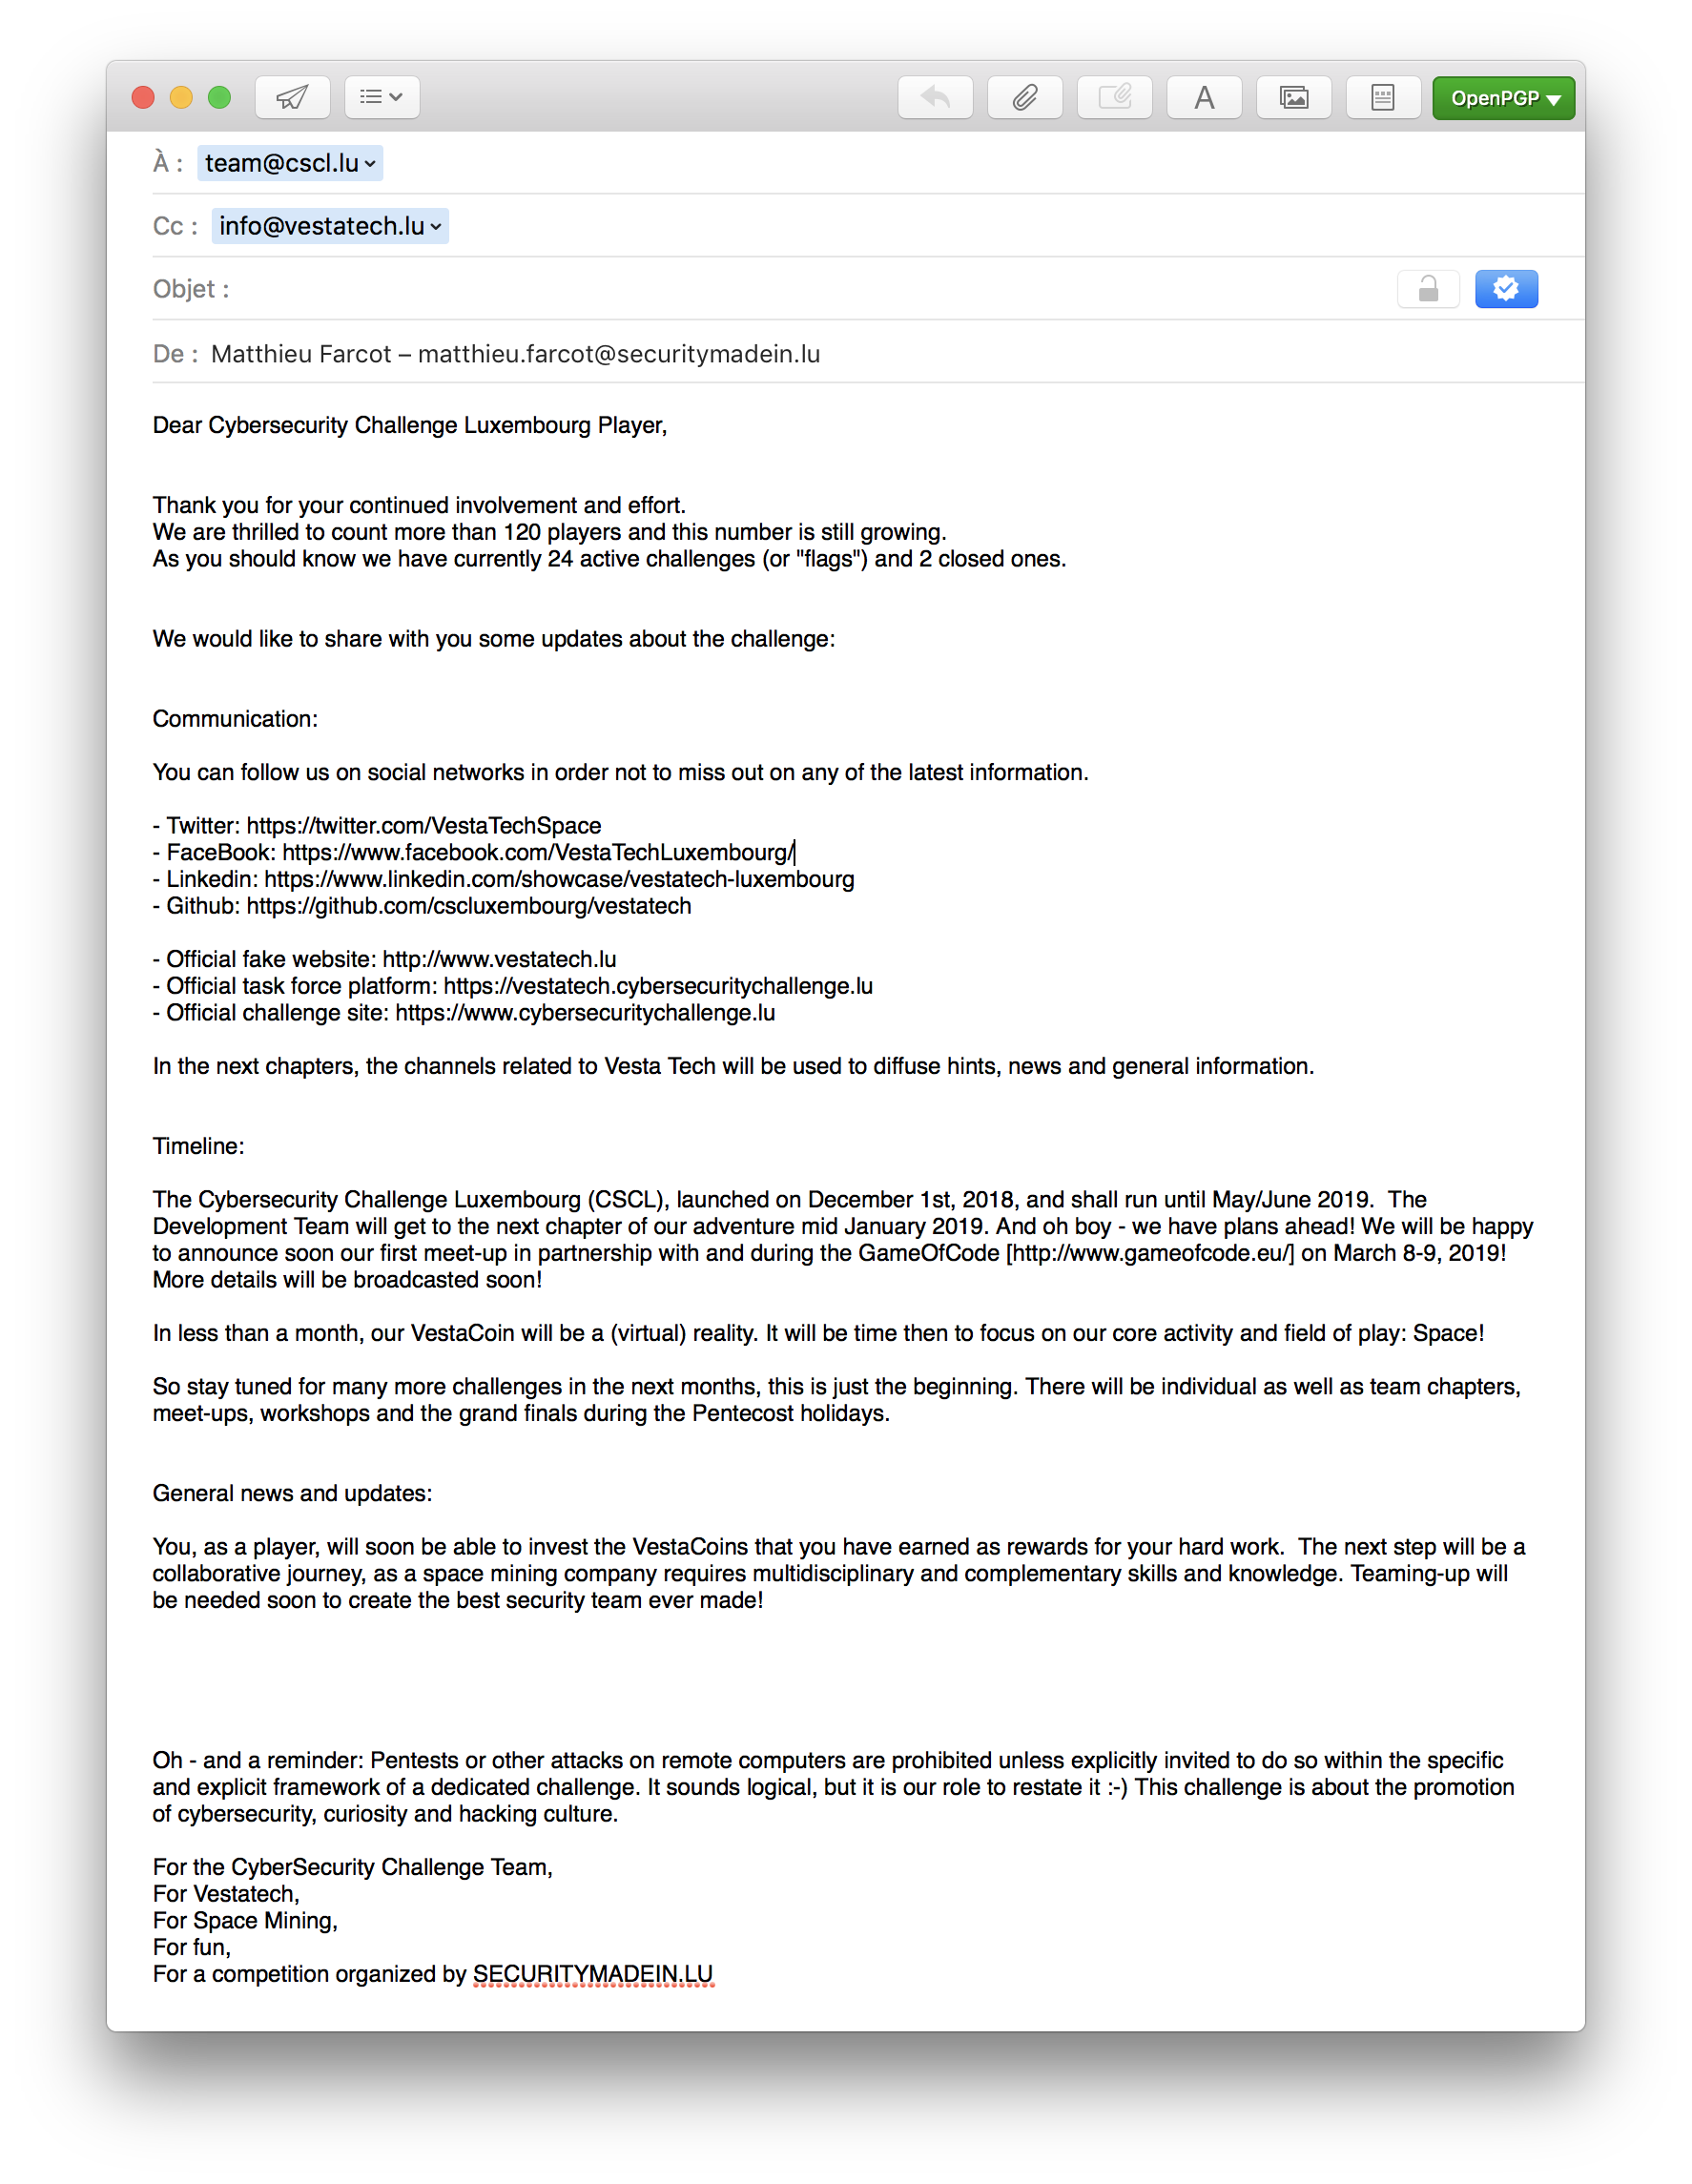 OpenPGP
À : team@cscl.lu
Cc : info@vestatech.lu
Objet :
De : Matthieu Farcot – matthieu.farcot@securitymadein.lu
Dear Cybersecurity Challenge Luxembourg Player,
Thank you for your continued involvement and effort.
We are thrilled to count more than 120 players and this number is still growing.
As you should know we have currently 24 active challenges (or "flags") and 2 closed ones.
We would like to share with you some updates about the challenge:
Communication:
You can follow us on social networks in order not to miss out on any of the latest information.
- Twitter: https://twitter.com/VestaTechSpace
- FaceBook: https://www.facebook.com/VestaTechLuxembourg/
- Linkedin: https://www.linkedin.com/showcase/vestatech-luxembourg
- Github: https://github.com/cscluxembourg/vestatech
- Official fake website: http://www.vestatech.lu
- Official task force platform: https://vestatech.cybersecuritychallenge.lu
- Official challenge site: https://www.cybersecuritychallenge.lu
In the next chapters, the channels related to Vesta Tech will be used to diffuse hints, news and general information.
Timeline:
The Cybersecurity Challenge Luxembourg (CSCL), launched on December 1st, 2018, and shall run until May/June 2019.  The
Development Team will get to the next chapter of our adventure mid January 2019. And oh boy - we have plans ahead! We will be happy
to announce soon our first meet-up in partnership with and during the GameOfCode [http://www.gameofcode.eu/] on March 8-9, 2019!
More details will be broadcasted soon!
In less than a month, our VestaCoin will be a (virtual) reality. It will be time then to focus on our core activity and field of play: Space!
So stay tuned for many more challenges in the next months, this is just the beginning. There will be individual as well as team chapters,
meet-ups, workshops and the grand finals during the Pentecost holidays.
General news and updates:
You, as a player, will soon be able to invest the VestaCoins that you have earned as rewards for your hard work.  The next step will be a
collaborative journey, as a space mining company requires multidisciplinary and complementary skills and knowledge. Teaming-up will
be needed soon to create the best security team ever made!
Oh - and a reminder: Pentests or other attacks on remote computers are prohibited unless explicitly invited to do so within the specific
and explicit framework of a dedicated challenge. It sounds logical, but it is our role to restate it :-) This challenge is about the promotion
of cybersecurity, curiosity and hacking culture.
For the CyberSecurity Challenge Team,
For Vestatech,
For Space Mining,
For fun,
For a competition organized by SECURITYMADEIN.LU